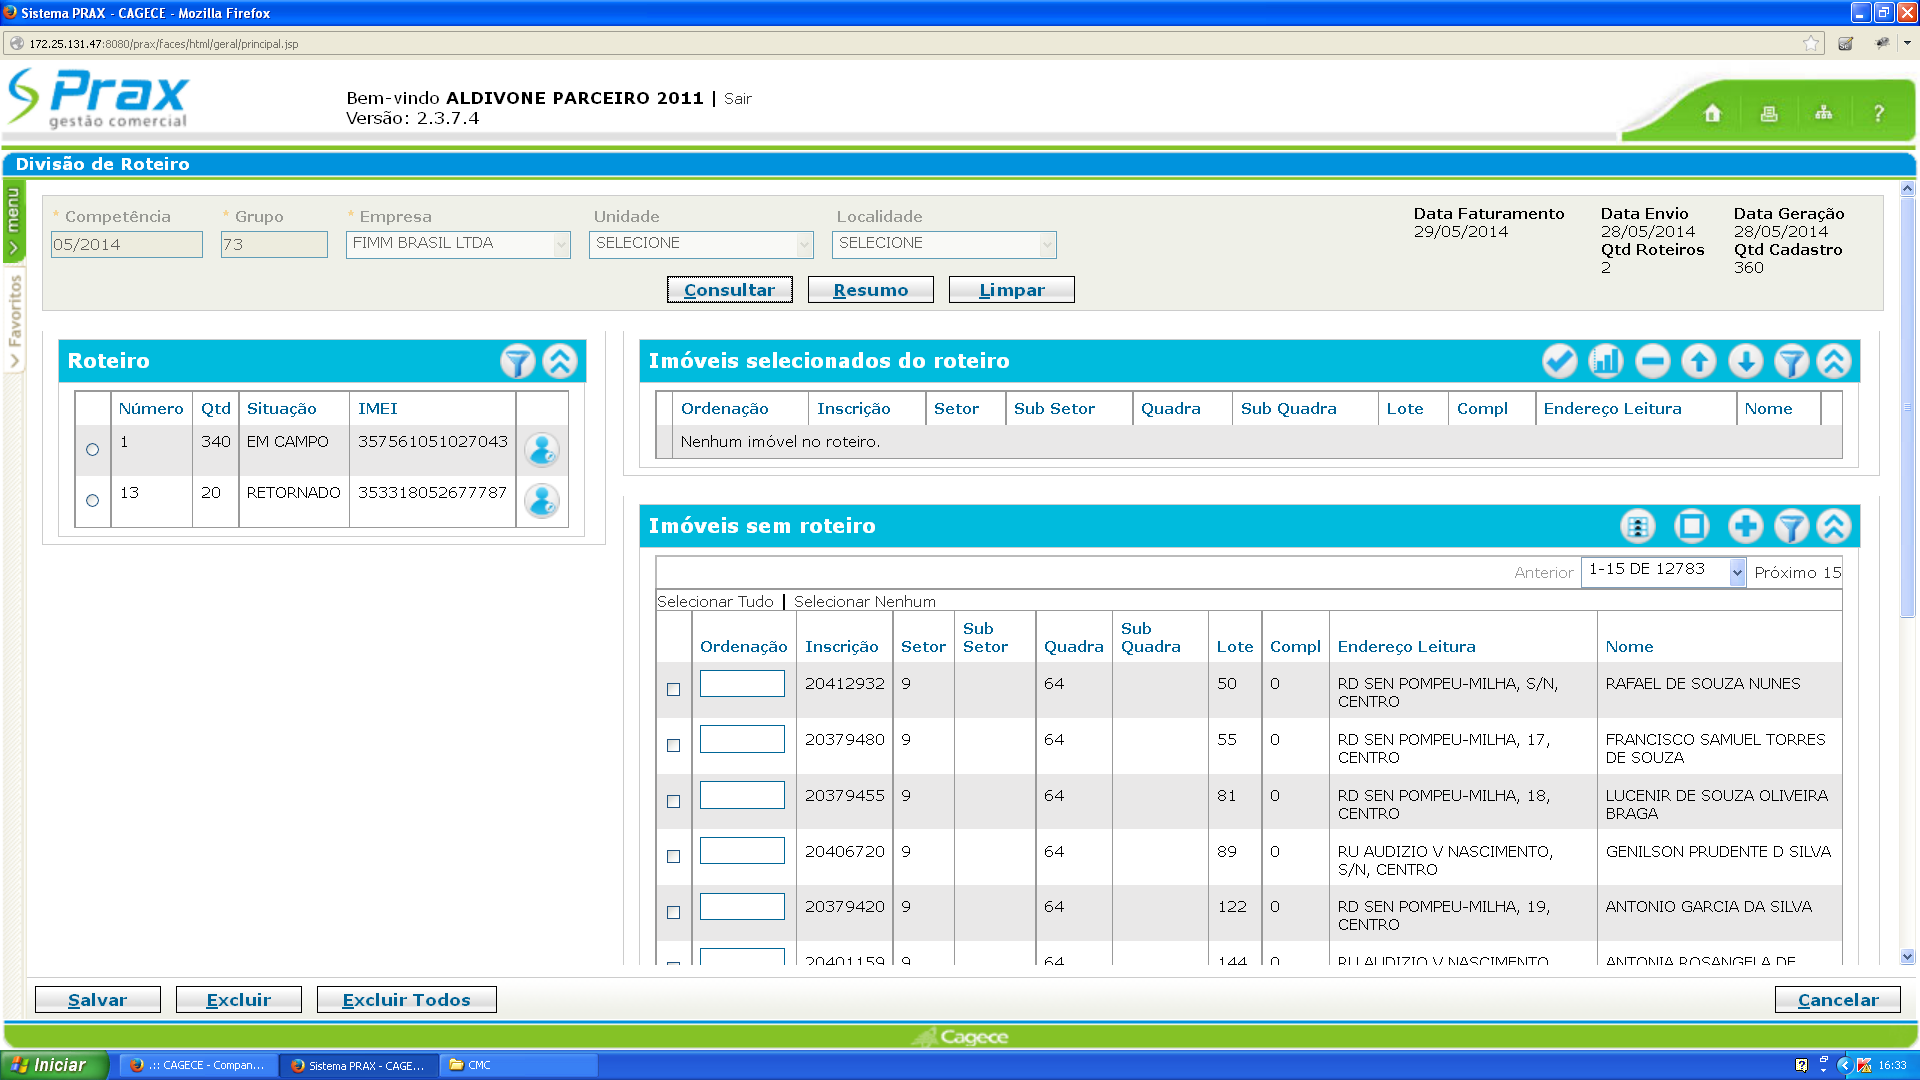 Sistema PRAX - CAGECE - Mozilla Firefox
172.25.131.47:8080/prax/faces/html/geral/principal.jsp
Prax
gestão comercial
Bem-vindo ALDIVONE PARCEIRO 2011 | Sair
Versão: 2.3.7.4
?
Divisão de Roteiro
menu
Favoritos
* Competência
* Grupo
* Empresa
Unidade
Localidade
05/2014
73
FIMM BRASIL LTDA
SELECIONE
SELECIONE
Data Faturamento
29/05/2014
Data Envio
28/05/2014
Qtd Roteiros
2
Data Geração
28/05/2014
Qtd Cadastro
360
Consultar
Resumo
Limpar
Roteiro
Número Qtd Situação IMEI
1 340 EM CAMPO 357561051027043
13 20 RETORNADO 353318052677787
Imóveis selecionados do roteiro
Ordenação Inscrição Setor Sub Setor Quadra Sub Quadra Lote Compl Endereço Leitura Nome
Nenhum imóvel no roteiro.
Imóveis sem roteiro
Anterior 1-15 DE 12783 Próximo 15
Selecionar Tudo | Selecionar Nenhum
Ordenação Inscrição Setor Sub Setor Quadra Sub Quadra Lote Compl Endereço Leitura Nome
20412932 9 64 50 0 RD SEN POMPEU-MILHA, S/N, CENTRO RAFAEL DE SOUZA NUNES
20379480 9 64 55 0 RD SEN POMPEU-MILHA, 17, CENTRO FRANCISCO SAMUEL TORRES DE SOUZA
20379455 9 64 81 0 RD SEN POMPEU-MILHA, 18, CENTRO LUCENIR DE SOUZA OLIVEIRA BRAGA
20406720 9 64 89 0 RU AUDIZIO V NASCIMENTO, S/N, CENTRO GENILSON PRUDENTE D SILVA
20379420 9 64 122 0 RD SEN POMPEU-MILHA, 19, CENTRO ANTONIO GARCIA DA SILVA
20401159 9 64 144 0 RU AUDIZIO V NASCIMENTO ANTONIA ROSANGELA DE
Salvar
Excluir
Excluir Todos
Cancelar
Cagece
Iniciar
.:: CAGECE - Compan...
Sistema PRAX - CAGE...
CMC
16:33